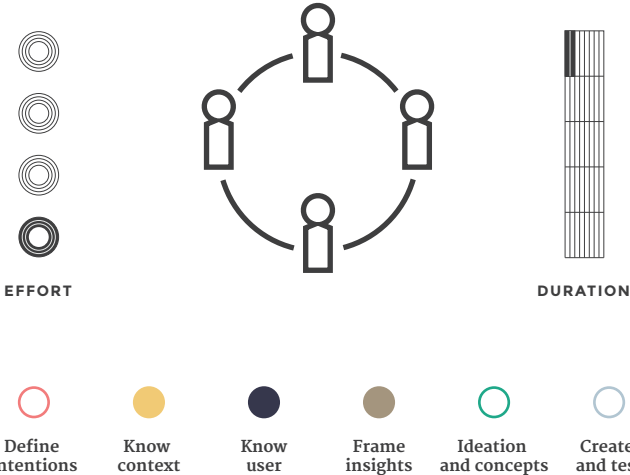 EFFORT
DURATION
Define
ntentions
Know
context
Know
user
Frame
insights
Ideation
and concepts
Create
and tes